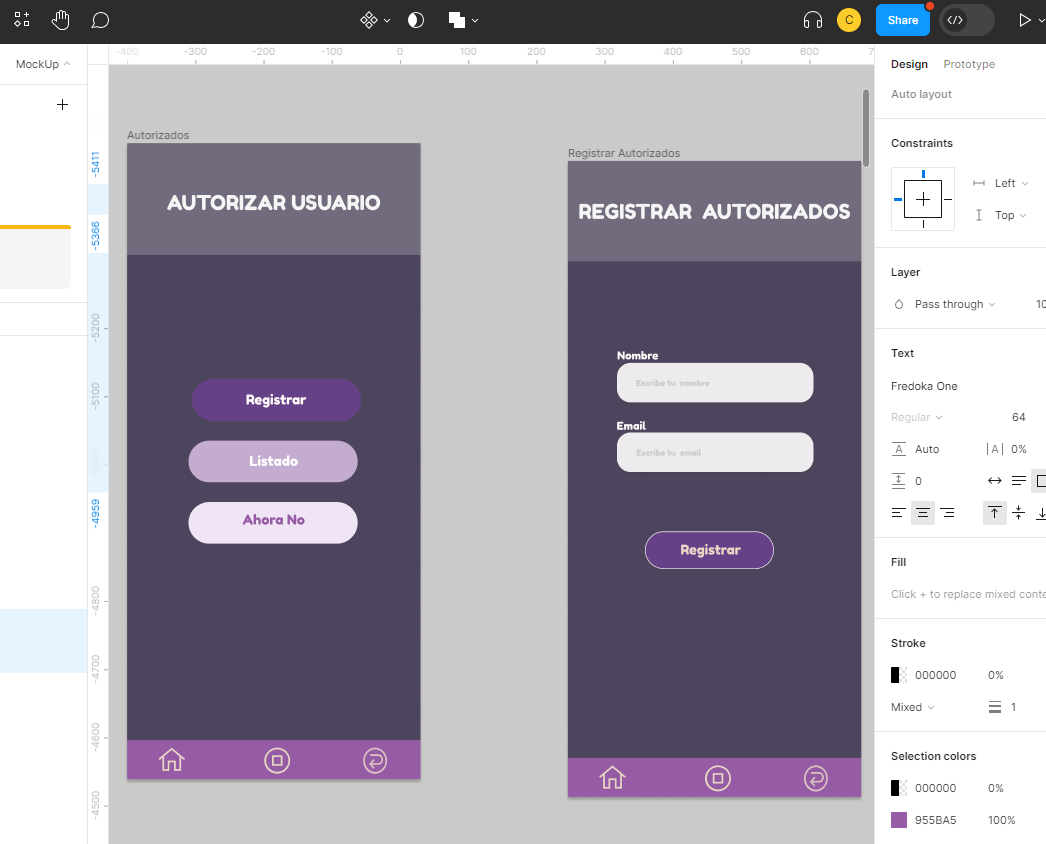 C
Share
MockUp
-400 -300 -200 -100 0 100 200 300 400 500 600
Design Prototype
Auto layout
Constraints
Left
Top
Layer
Pass through
Text
Fredoka One
Regular 64
Auto |A| 0%
0
Fill
Click + to replace mixed conte
Stroke
000000 0%
Mixed 1
Selection colors
000000 0%
955BA5 100%
-5411
-5366
-5200
-5100
-4959
-4800
-4700
-4600
-4500
Autorizados
AUTORIZAR USUARIO
Registrar
Listado
Ahora No
Registrar Autorizados
REGISTRAR AUTORIZADOS
Nombre
Escribe tu nombre
Email
Escribe tu email
Registrar